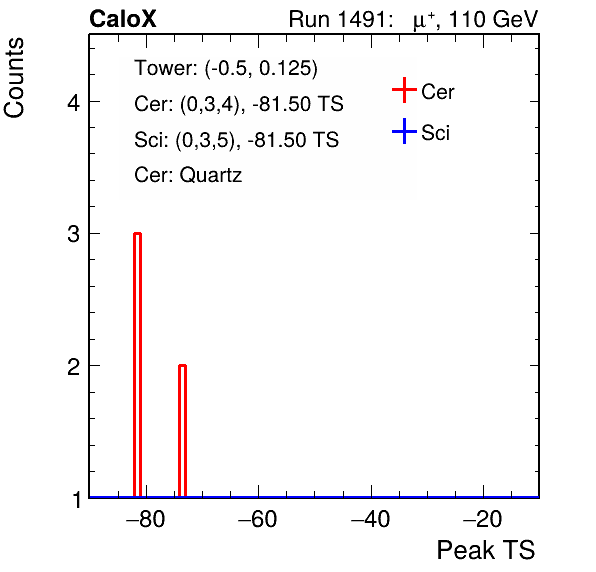 CaloX Run 1491: μ⁺, 110 GeV
Counts
Tower: (-0.5, 0.125)
Cer: (0,3,4), -81.50 TS
Sci: (0,3,5), -81.50 TS
Cer: Quartz
Cer
Sci
4
3
2
1
−80 −60 −40 −20
Peak TS